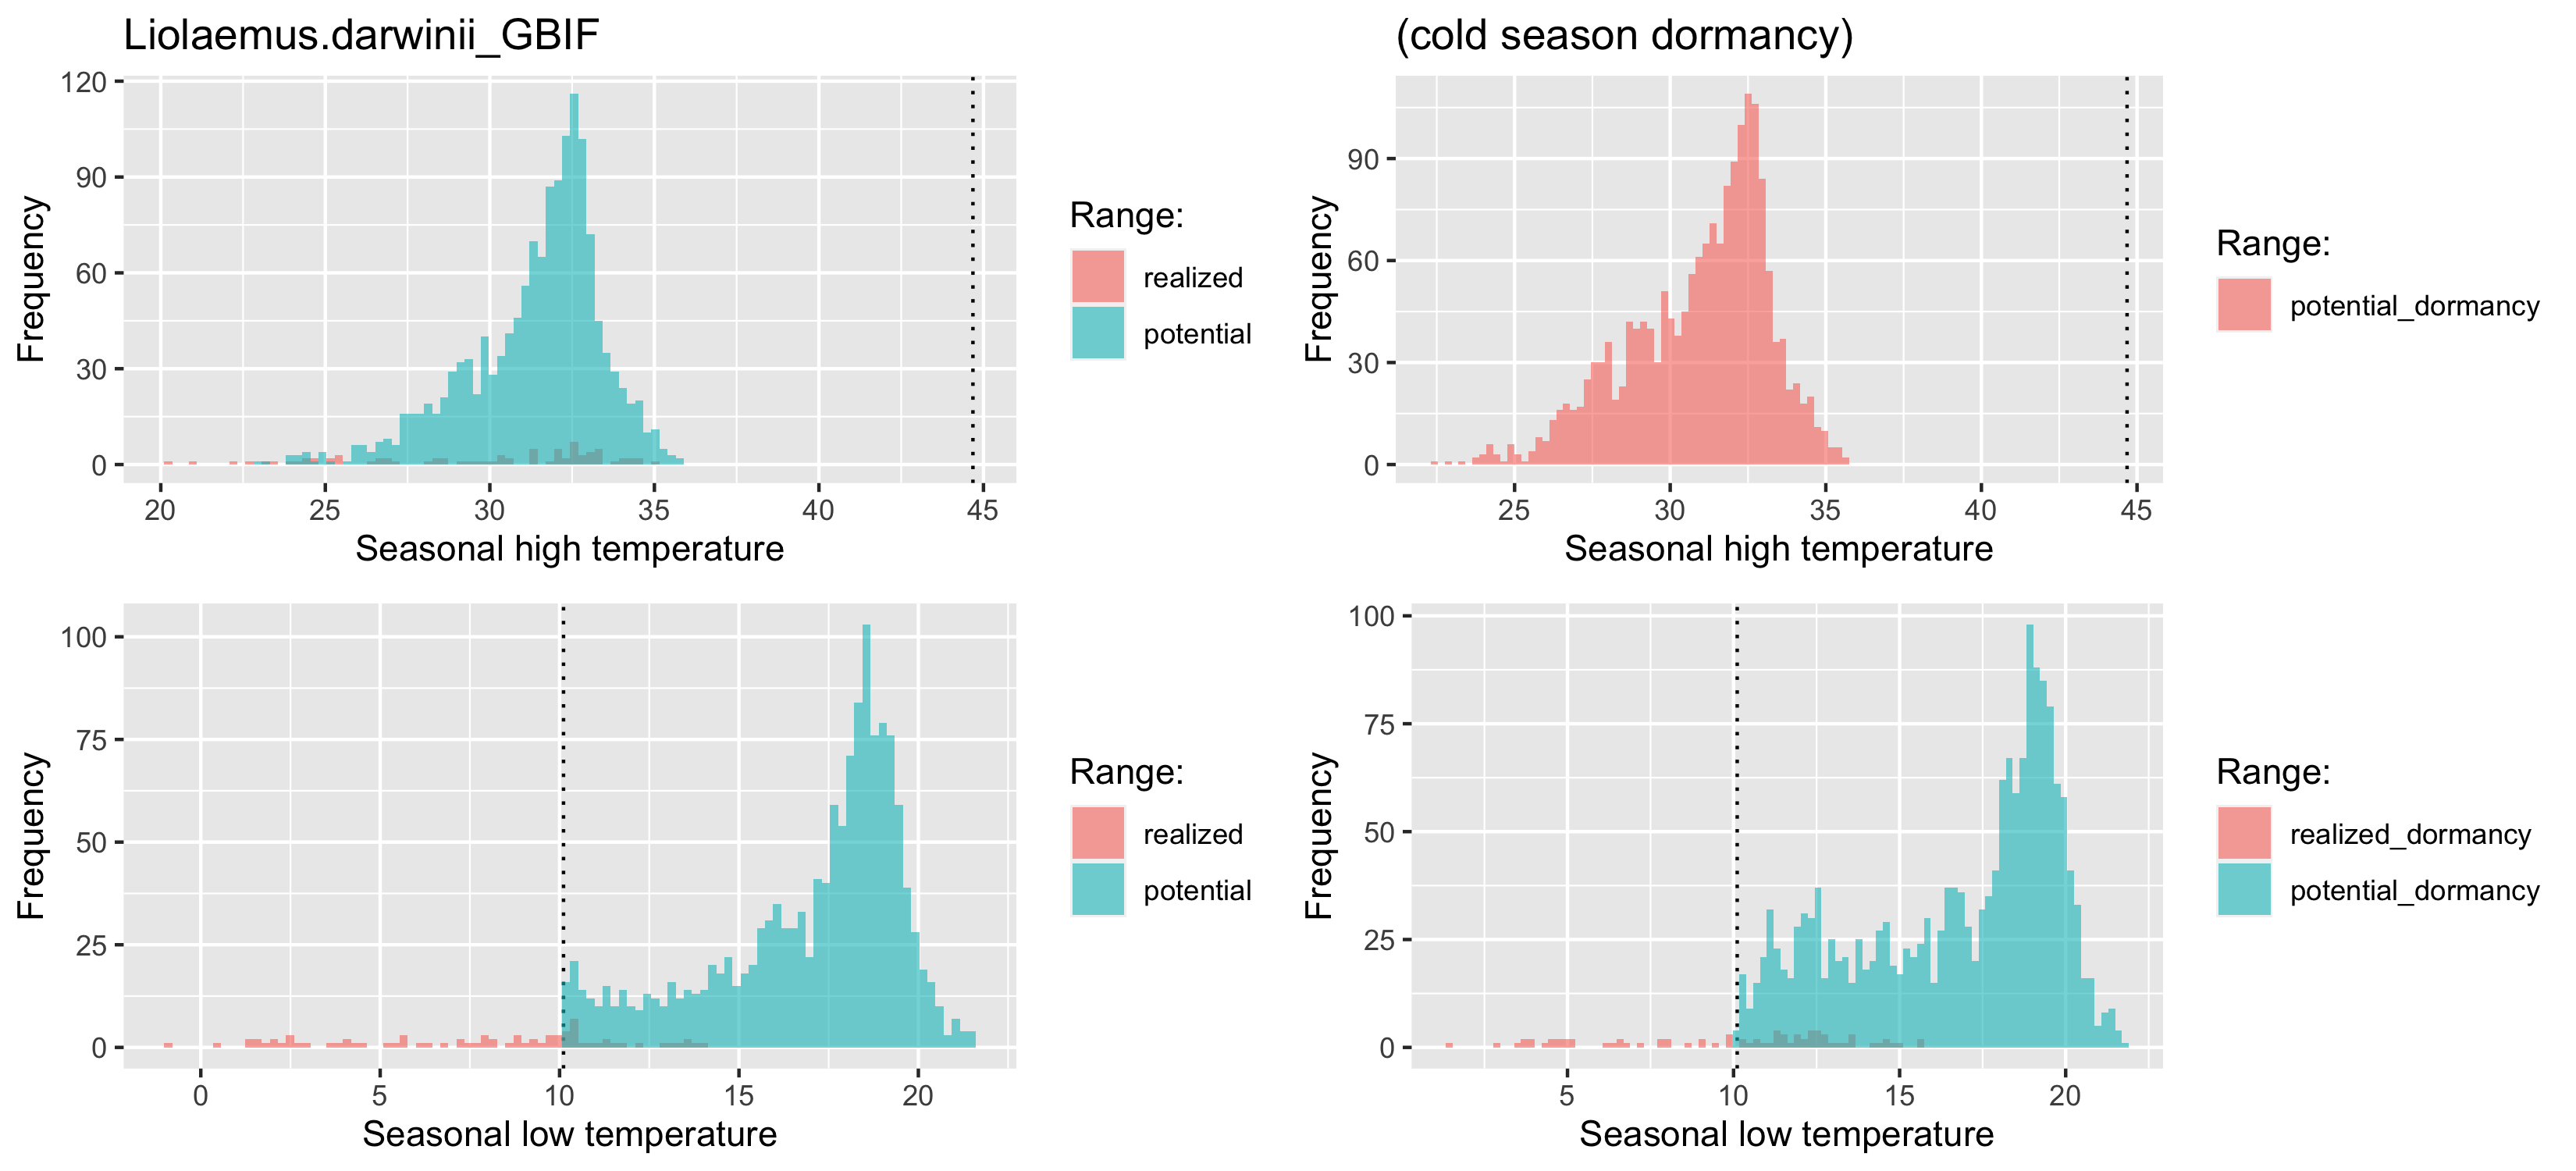 Liolaemus.darwinii_GBIF
120
90
60
30
0
Frequency
20 25 30 35 40 45
Seasonal high temperature
Range:
realized
potential
(cold season dormancy)
90
60
30
0
Frequency
25 30 35 40 45
Seasonal high temperature
Range:
potential_dormancy
100
75
50
25
0
Frequency
0 5 10 15 20
Seasonal low temperature
Range:
realized
potential
100
75
50
25
0
Frequency
5 10 15 20
Seasonal low temperature
Range:
realized_dormancy
potential_dormancy